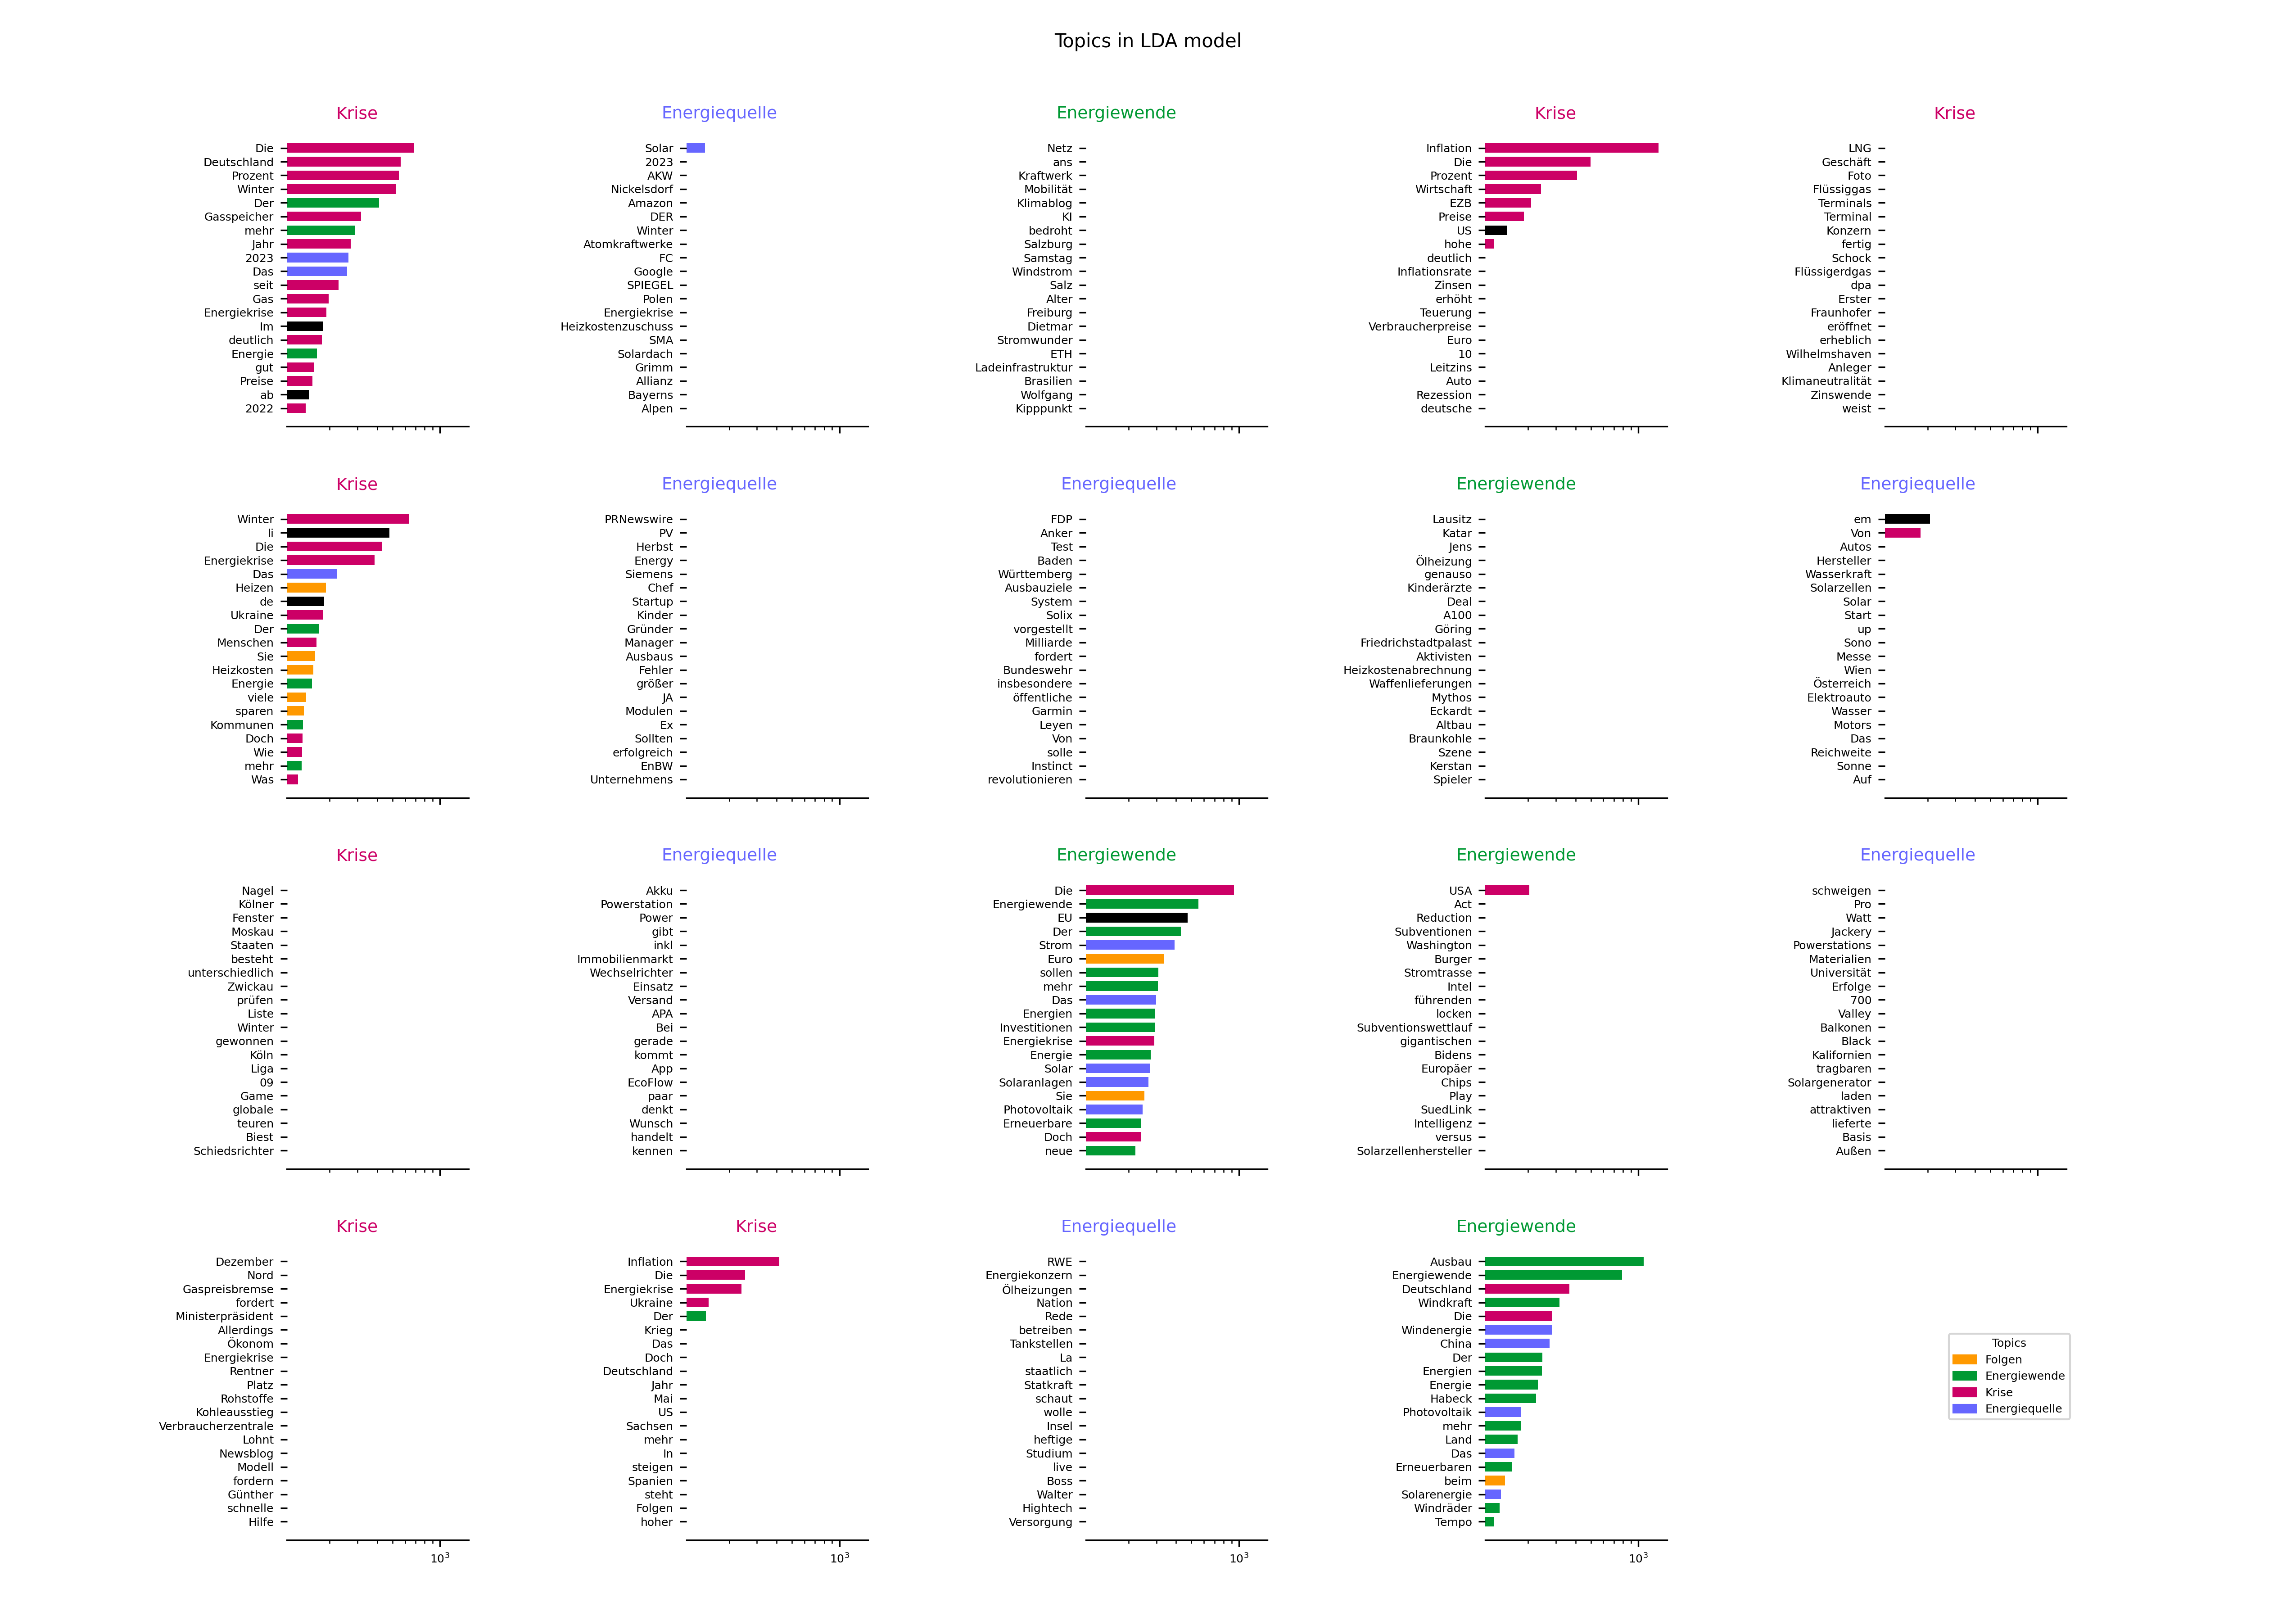 Topics in LDA model
Krise
Die
Deutschland
Prozent
Winter
Der
Gasspeicher
mehr
Jahr
2023
Das
seit
Gas
Energiekrise
Im
deutlich
Energie
gut
Preise
ab
2022
Energiequelle
Solar
2023
AKW
Nickelsdorf
Amazon
DER
Winter
Atomkraftwerke
FC
Google
SPIEGEL
Polen
Energiekrise
Heizkostenzuschuss
SMA
Solardach
Grimm
Allianz
Bayerns
Alpen
Energiewende
Netz
ans
Kraftwerk
Mobilität
Klimablog
KI
bedroht
Salzburg
Samstag
Windstrom
Salz
Alter
Freiburg
Dietmar
Stromwunder
ETH
Ladeinfrastruktur
Brasilien
Wolfgang
Kipppunkt
Krise
Inflation
Die
Prozent
Wirtschaft
EZB
Preise
US
hohe
deutlich
Inflationsrate
Zinsen
erhöht
Teuerung
Verbraucherpreise
Euro
10
Leitzins
Auto
Rezession
deutsche
Krise
LNG
Geschäft
Foto
Flüssiggas
Terminals
Terminal
Konzern
fertig
Schock
Flüssigerdgas
dpa
Erster
Fraunhofer
eröffnet
erheblich
Wilhelmshaven
Anleger
Klimaneutralität
Zinswende
weist
Krise
Winter
li
Die
Energiekrise
Das
Heizen
de
Ukraine
Der
Menschen
Sie
Heizkosten
Energie
viele
sparen
Kommunen
Doch
Wie
mehr
Was
Energiequelle
PRNewswire
PV
Herbst
Energy
Siemens
Chef
Startup
Kinder
Gründer
Manager
Ausbaus
Fehler
größer
JA
Modulen
Ex
Sollten
erfolgreich
EnBW
Unternehmens
Energiequelle
FDP
Anker
Test
Baden
Württemberg
Ausbauziele
System
Solix
vorgestellt
Milliarde
fordert
Bundeswehr
insbesondere
öffentliche
Garmin
Leyen
Von
solle
Instinct
revolutionieren
Energiewende
Lausitz
Katar
Jens
Ölheizung
genauso
Kinderärzte
Deal
A100
Göring
Friedrichstadtpalast
Aktivisten
Heizkostenabrechnung
Waffenlieferungen
Mythos
Eckardt
Altbau
Braunkohle
Szene
Kerstan
Spieler
Energiequelle
em
Von
Autos
Hersteller
Wasserkraft
Solarzellen
Solar
Start
up
Sono
Messe
Wien
Österreich
Elektroauto
Wasser
Motors
Das
Reichweite
Sonne
Auf
Krise
Nagel
Kölner
Fenster
Moskau
Staaten
besteht
unterschiedlich
Zwickau
prüfen
Liste
Winter
gewonnen
Köln
Liga
09
Game
globale
teuren
Biest
Schiedsrichter
Energiequelle
Akku
Powerstation
Power
gibt
inkl
Immobilienmarkt
Wechselrichter
Einsatz
Versand
APA
Bei
gerade
kommt
App
EcoFlow
paar
denkt
Wunsch
handelt
kennen
Energiewende
Die
Energiewende
EU
Der
Strom
Euro
sollen
mehr
Das
Energien
Investitionen
Energiekrise
Energie
Solar
Solaranlagen
Sie
Photovoltaik
Erneuerbare
Doch
neue
Energiewende
USA
Act
Reduction
Subventionen
Washington
Burger
Stromtrasse
Intel
führenden
locken
Subventionswettlauf
gigantischen
Bidens
Europäer
Chips
Play
SuedLink
Intelligenz
versus
Solarzellenhersteller
Energiequelle
schweigen
Pro
Watt
Jackery
Powerstations
Materialien
Universität
Erfolge
700
Valley
Balkonen
Black
Kalifornien
tragbaren
Solargenerator
laden
attraktiven
lieferte
Basis
Außen
Krise
Dezember
Nord
Gaspreisbremse
fordert
Ministerpräsident
Allerdings
Ökonom
Energiekrise
Rentner
Platz
Rohstoffe
Kohleausstieg
Verbraucherzentrale
Lohnt
Newsblog
Modell
fordern
Günther
schnelle
Hilfe
10³
Krise
Inflation
Die
Energiekrise
Ukraine
Der
Krieg
Das
Doch
Deutschland
Jahr
Mai
US
Sachsen
mehr
In
steigen
Spanien
steht
Folgen
hoher
10³
Energiequelle
RWE
Energiekonzern
Ölheizungen
Nation
Rede
betreiben
Tankstellen
La
staatlich
Statkraft
schaut
wolle
Insel
heftige
Studium
live
Boss
Walter
Hightech
Versorgung
10³
Energiewende
Ausbau
Energiewende
Deutschland
Windkraft
Die
Windenergie
China
Der
Energien
Energie
Habeck
Photovoltaik
mehr
Land
Das
Erneuerbaren
beim
Solarenergie
Windräder
Tempo
10³
Topics
Folgen
Energiewende
Krise
Energiequelle